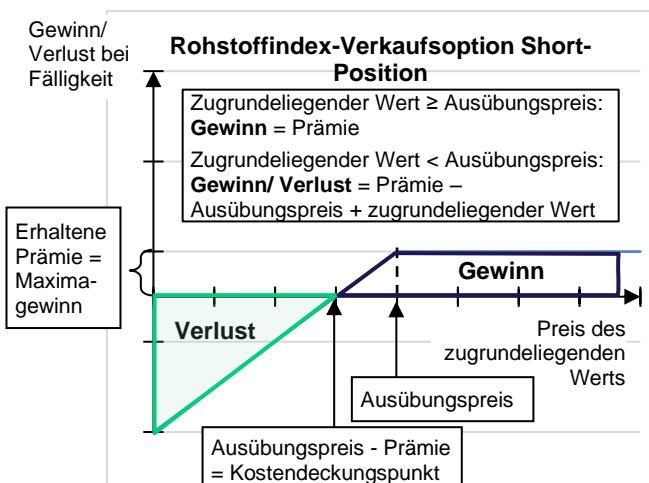 Gewinn/
Verlust bei
Fälligkeit
Rohstoffindex-Verkaufsoption Short-
Position
Zugrundeliegender Wert ≥ Ausübungspreis:
Gewinn = Prämie
Zugrundeliegender Wert < Ausübungspreis:
Gewinn/ Verlust = Prämie –
Ausübungspreis + zugrundeliegender Wert
Erhaltene
Prämie =
Maxima-
gewinn
Gewinn
Verlust
Preis des
zugrundeliegenden
Werts
Ausübungspreis
Ausübungspreis - Prämie
= Kostendeckungspunkt